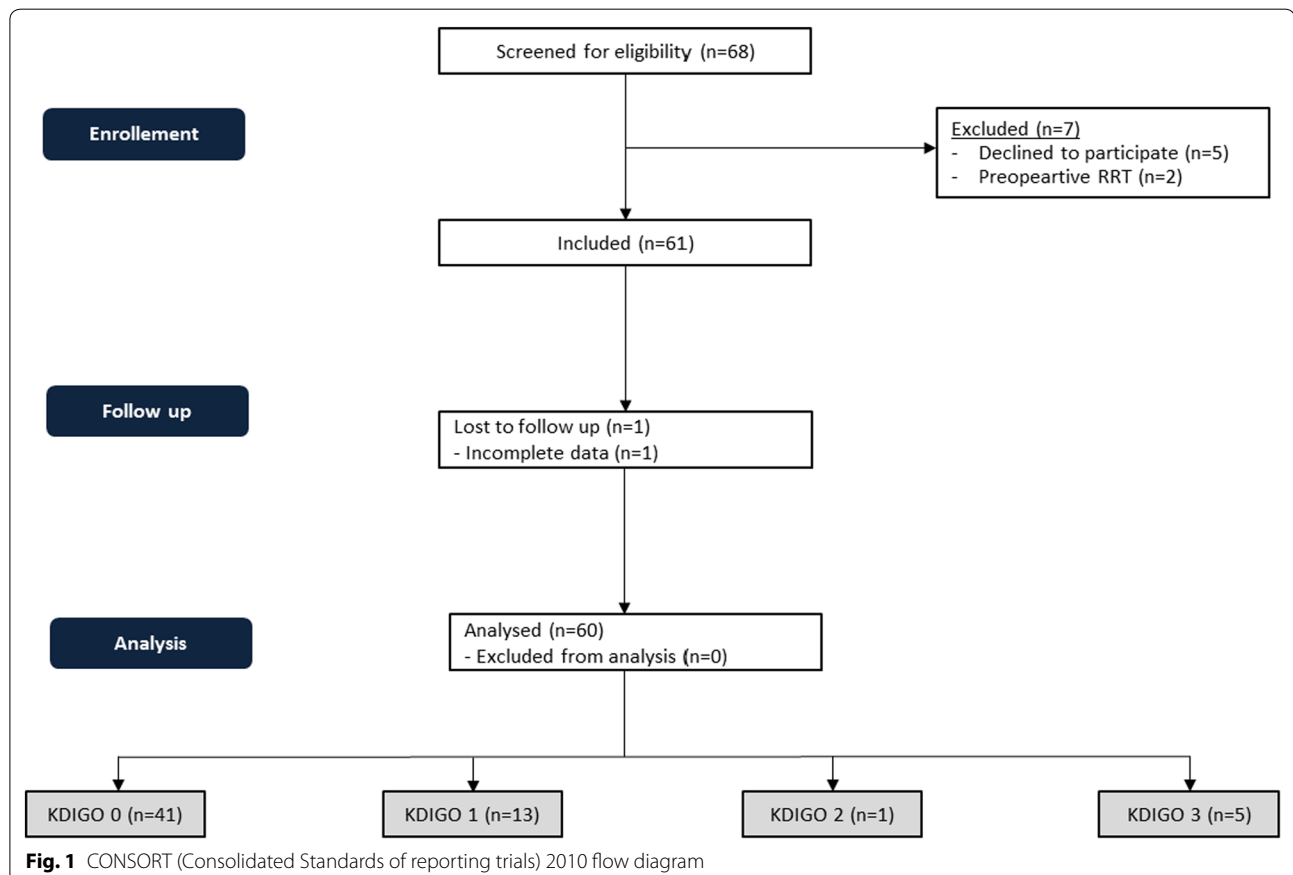 Screened for eligibility (n=68)
Enrollement
Excluded (n=7)
- Declined to participate (n=5)
- Preopeartive RRT (n=2)
Included (n=61)
Follow up
Lost to follow up (n=1)
- Incomplete data (n=1)
Analysis
Analysed (n=60)
- Excluded from analysis (n=0)
KDIGO 0 (n=41)
KDIGO 1 (n=13)
KDIGO 2 (n=1)
KDIGO 3 (n=5)
Fig. 1 CONSORT (Consolidated Standards of reporting trials) 2010 flow diagram